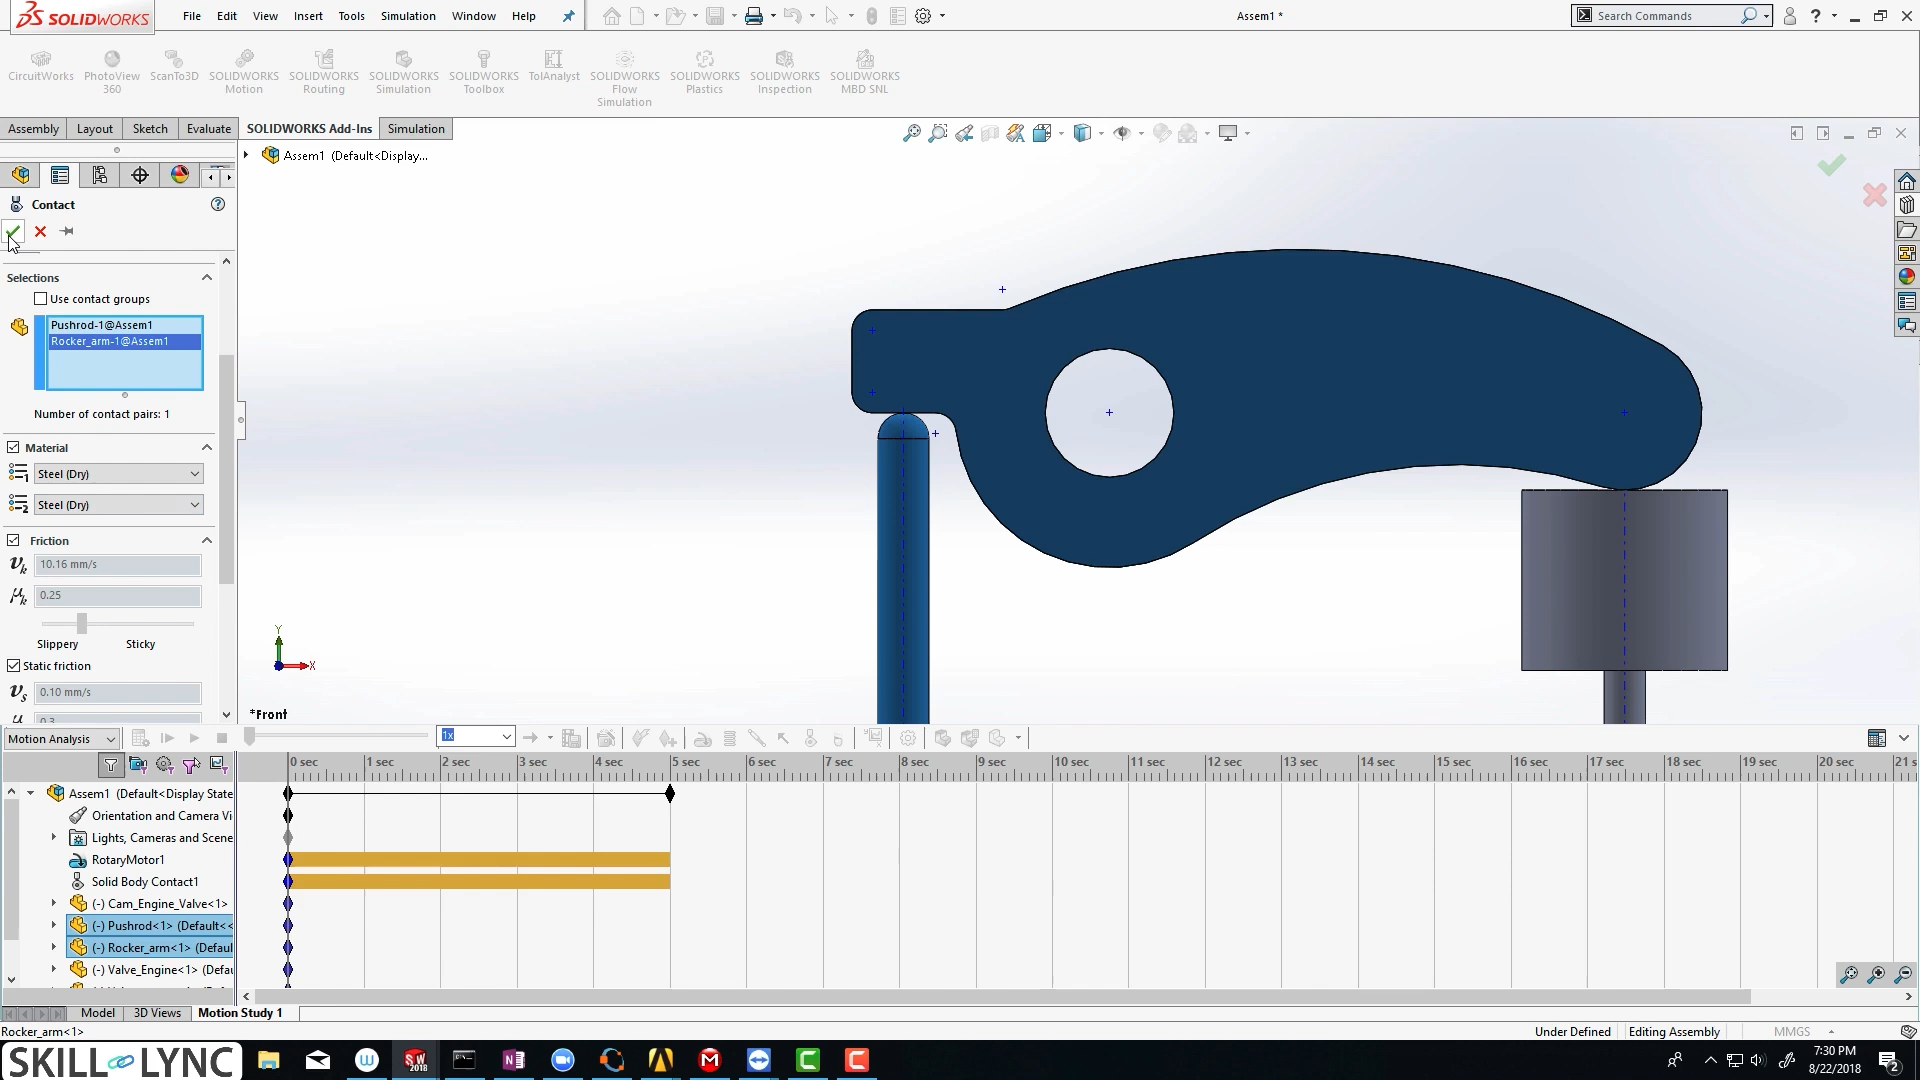 SOLIDWORKS
File Edit View Insert Tools Simulation Window Help
Assem1 *
Search Commands
CircuitWorks
PhotoView
360
ScanTo3D
SOLIDWORKS
Motion
SOLIDWORKS
Routing
SOLIDWORKS
Simulation
SOLIDWORKS
Toolbox
TolAnalyst
SOLIDWORKS
Flow
Simulation
SOLIDWORKS
Plastics
SOLIDWORKS
Inspection
SOLIDWORKS
MBD SNL
Assembly Layout Sketch Evaluate SOLIDWORKS Add-Ins Simulation
Assem1 (Default<Display...
Contact
Selections
Use contact groups
Pushrod-1@Assem1
Rocker_arm-1@Assem1
Number of contact pairs: 1
Material
1 Steel (Dry)
2 Steel (Dry)
Friction
υk 10.16 mm/s
μk 0.25
Slippery Sticky
Static friction
υs 0.10 mm/s
Y
X
*Front
Motion Analysis
1x
0 sec 1 sec 2 sec 3 sec 4 sec 5 sec 6 sec 7 sec 8 sec 9 sec 10 sec 11 sec 12 sec 13 sec 14 sec 15 sec 16 sec 17 sec 18 sec 19 sec 20 sec 21 s
Assem1 (Default<Display State
Orientation and Camera Vi
Lights, Cameras and Scene
RotaryMotor1
Solid Body Contact1
(-) Cam_Engine_Valve<1>
(-) Pushrod<1> (Default<<
(-) Rocker_arm<1> (Defaul
(-) Valve_Engine<1> (Defau
Model 3D Views Motion Study 1
Rocker_arm<1>
Under Defined Editing Assembly MMGS
SKILL LYNC
SW
2018
7:30 PM
8/22/2018
2